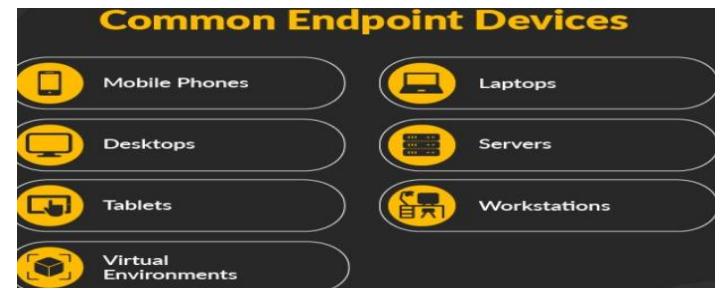 Common Endpoint Devices
Mobile Phones
Laptops
Desktops
Servers
Tablets
Workstations
Virtual
Environments